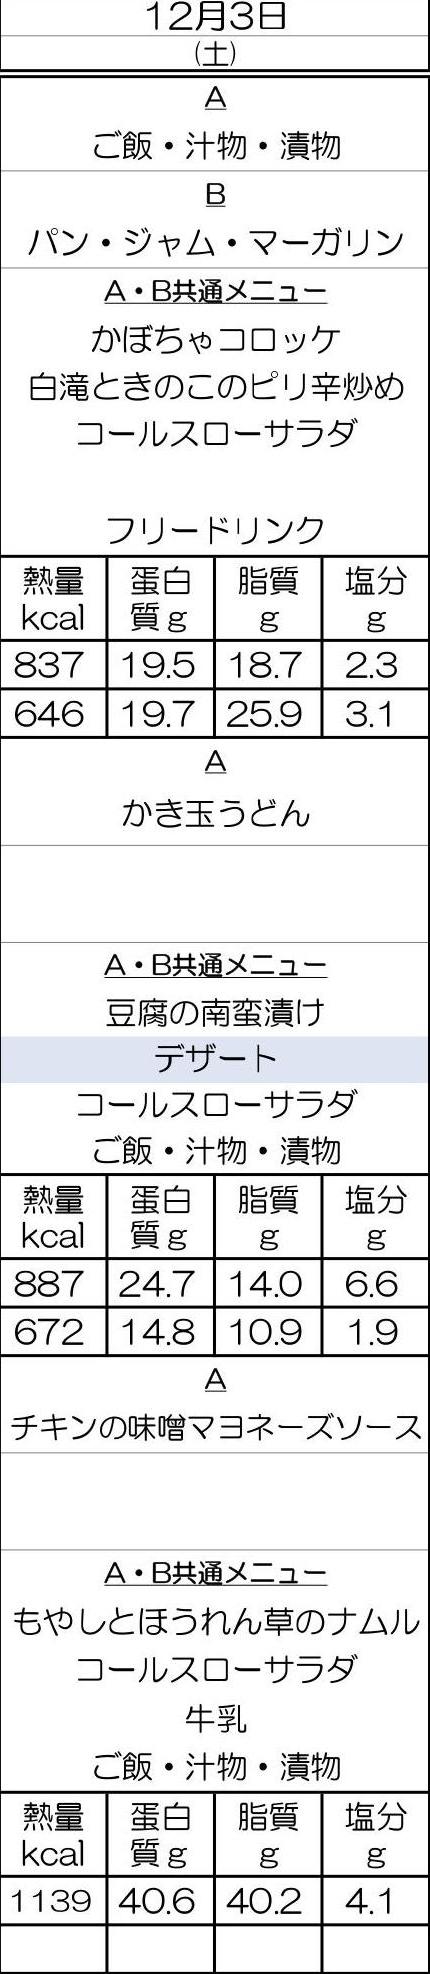 12月3日
(土)
A
ご飯・汁物・漬物
B
パン・ジャム・マーガリン
A・B共通メニュー
かぼちゃコロッケ
白滝ときのこのピリ辛炒め
コールスローサラダ
フリードリンク
熱量 蛋白 脂質 塩分
kcal 質g g g
837 19.5 18.7 2.3
646 19.7 25.9 3.1
A
かき玉うどん
A・B共通メニュー
豆腐の南蛮漬け
デザート
コールスローサラダ
ご飯・汁物・漬物
熱量 蛋白 脂質 塩分
kcal 質g g g
887 24.7 14.0 6.6
672 14.8 10.9 1.9
A
チキンの味噌マヨネーズソース
A・B共通メニュー
もやしとほうれん草のナムル
コールスローサラダ
牛乳
ご飯・汁物・漬物
熱量 蛋白 脂質 塩分
kcal 質g g g
1139 40.6 40.2 4.1